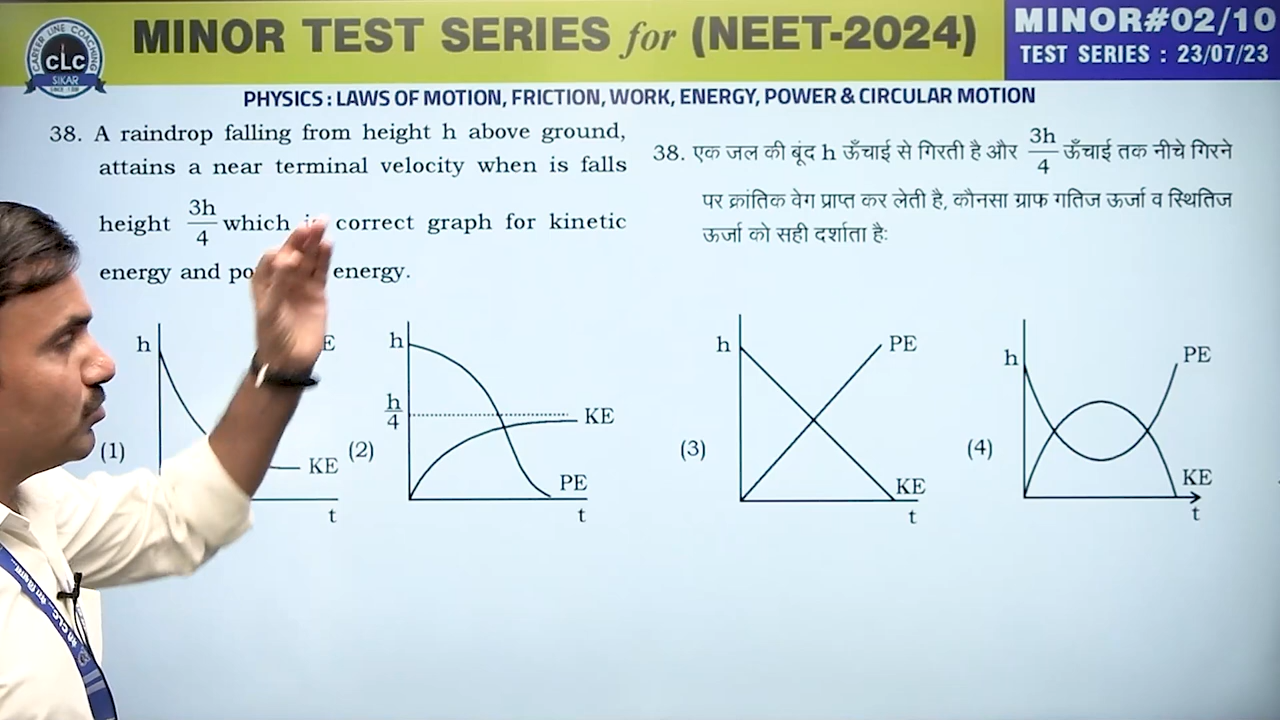 MINOR TEST SERIES for (NEET-2024)
MINOR#02/10
TEST SERIES : 23/07/23
CAREER LINE COACHING
CLC
SIKAR
PHYSICS : LAWS OF MOTION, FRICTION, WORK, ENERGY, POWER & CIRCULAR MOTION
38. A raindrop falling from height h above ground,
attains a near terminal velocity when is falls
height 3h/4 which correct graph for kinetic
energy and energy.
38. एक जल की बूंद h ऊँचाई से गिरती है और 3h/4 ऊँचाई तक नीचे गिरने
पर क्रांतिक वेग प्राप्त कर लेती है, कौनसा ग्राफ गतिज ऊर्जा व स्थितिज
ऊर्जा को सही दर्शाता है:
(1) h E KE t
(2) h h/4 KE PE t
(3) h PE KE t
(4) h PE KE t